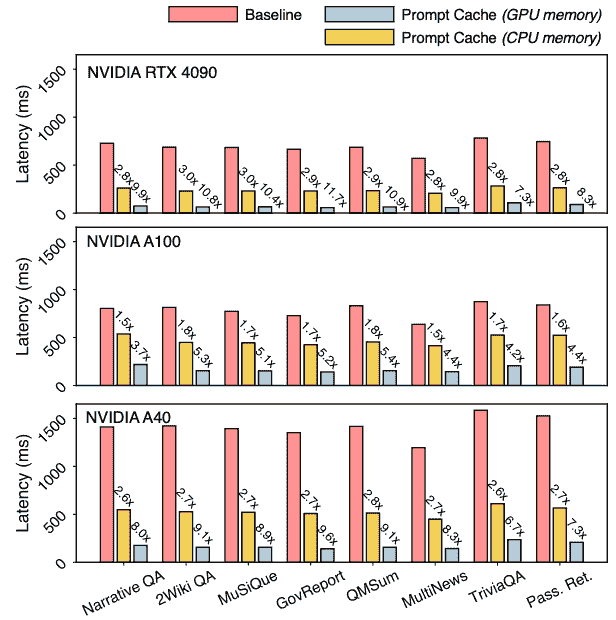 Baseline
Prompt Cache (GPU memory)
Prompt Cache (CPU memory)
NVIDIA RTX 4090
Latency (ms)
1500
1000
500
0
2.8x 9.9x 3.0x 10.8x 3.0x 10.4x 2.9x 11.7x 2.9x 10.9x 2.8x 9.9x 2.8x 7.3x 2.8x 8.3x
NVIDIA A100
Latency (ms)
1500
1000
500
0
1.5x 3.7x 1.8x 5.3x 1.7x 5.1x 1.7x 5.2x 1.8x 5.4x 1.5x 4.4x 1.7x 4.2x 1.6x 4.4x
NVIDIA A40
Latency (ms)
1500
1000
500
0
2.6x 8.0x 2.7x 9.1x 2.7x 8.9x 2.7x 9.6x 2.8x 9.1x 2.7x 8.3x 2.6x 6.7x 2.7x 7.3x
Narrative QA 2Wiki QA MuSiQue GovReport QMSum MultiNews TriviaQA Pass. Ret.